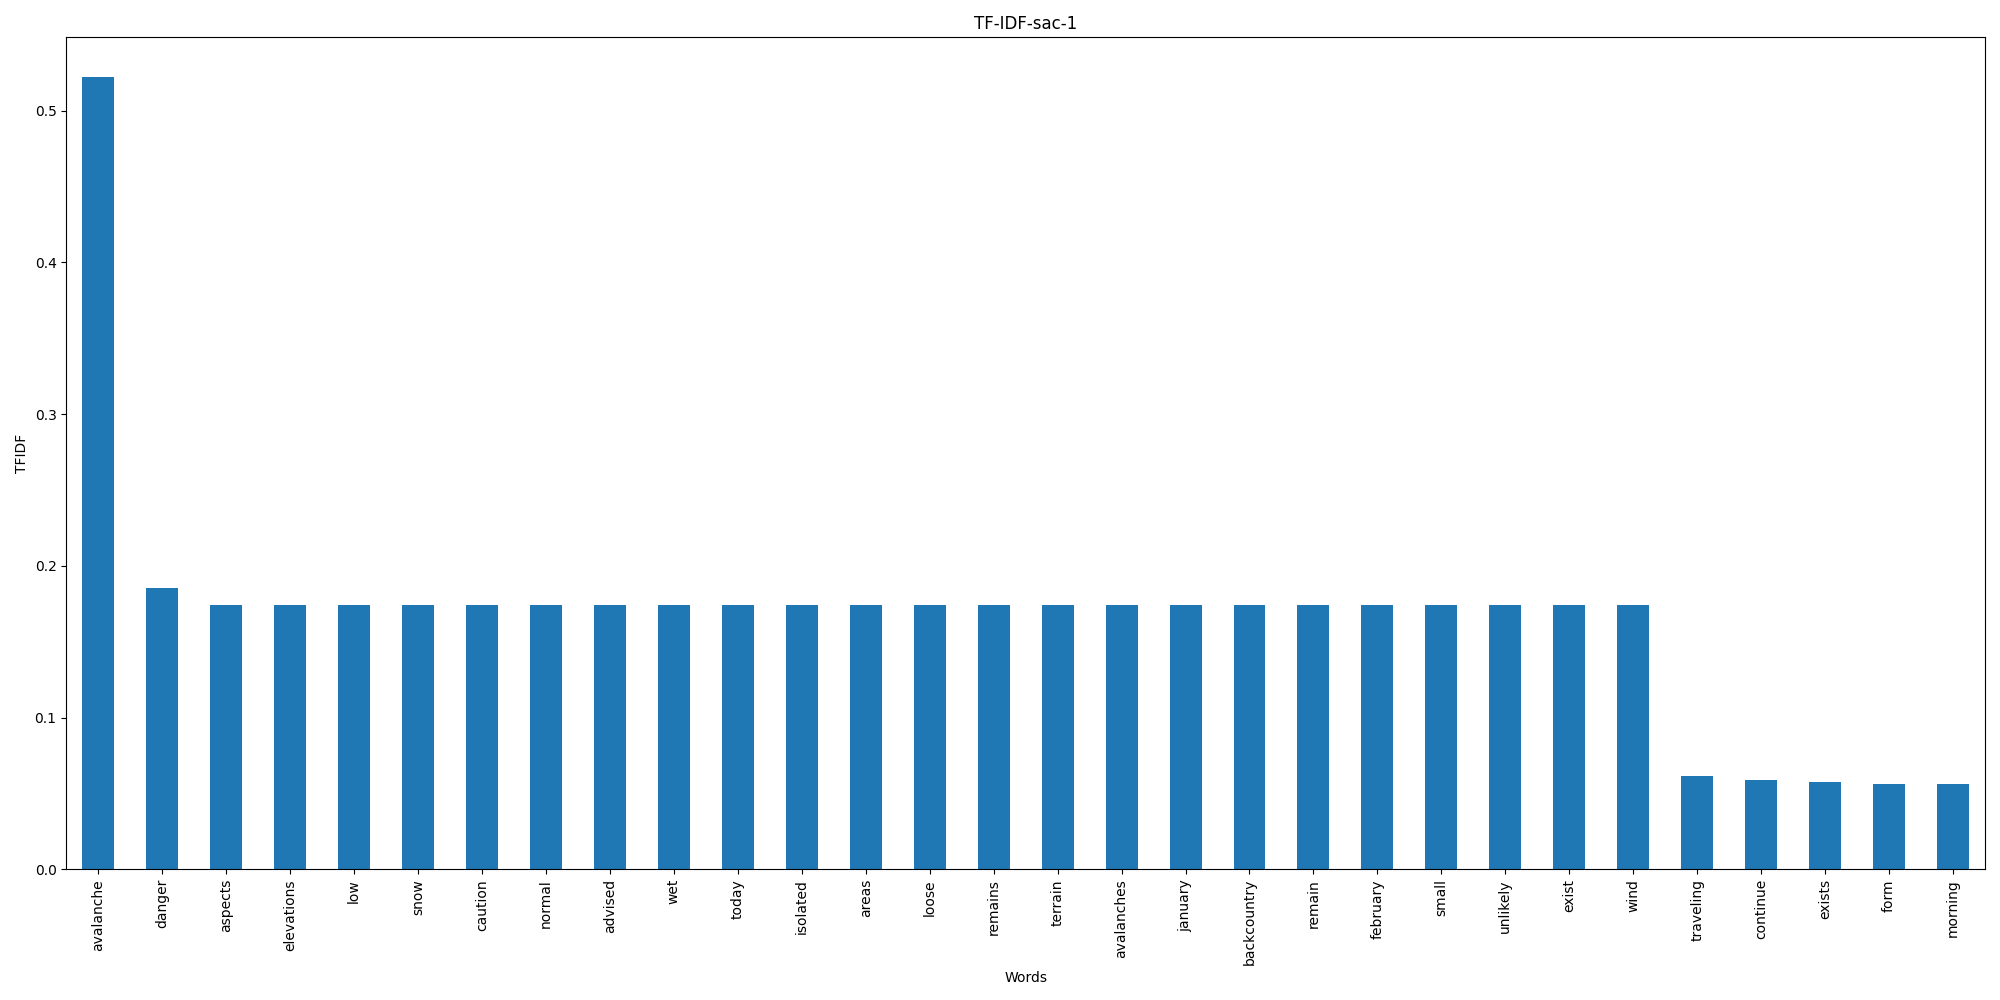 TF-IDF-sac-1
TFIDF
0.5
0.4
0.3
0.2
0.1
0.0
avalanche
danger
aspects
elevations
low
snow
caution
normal
advised
wet
today
isolated
areas
loose
remains
terrain
avalanches
january
backcountry
remain
february
small
unlikely
exist
wind
traveling
continue
exists
form
morning
Words